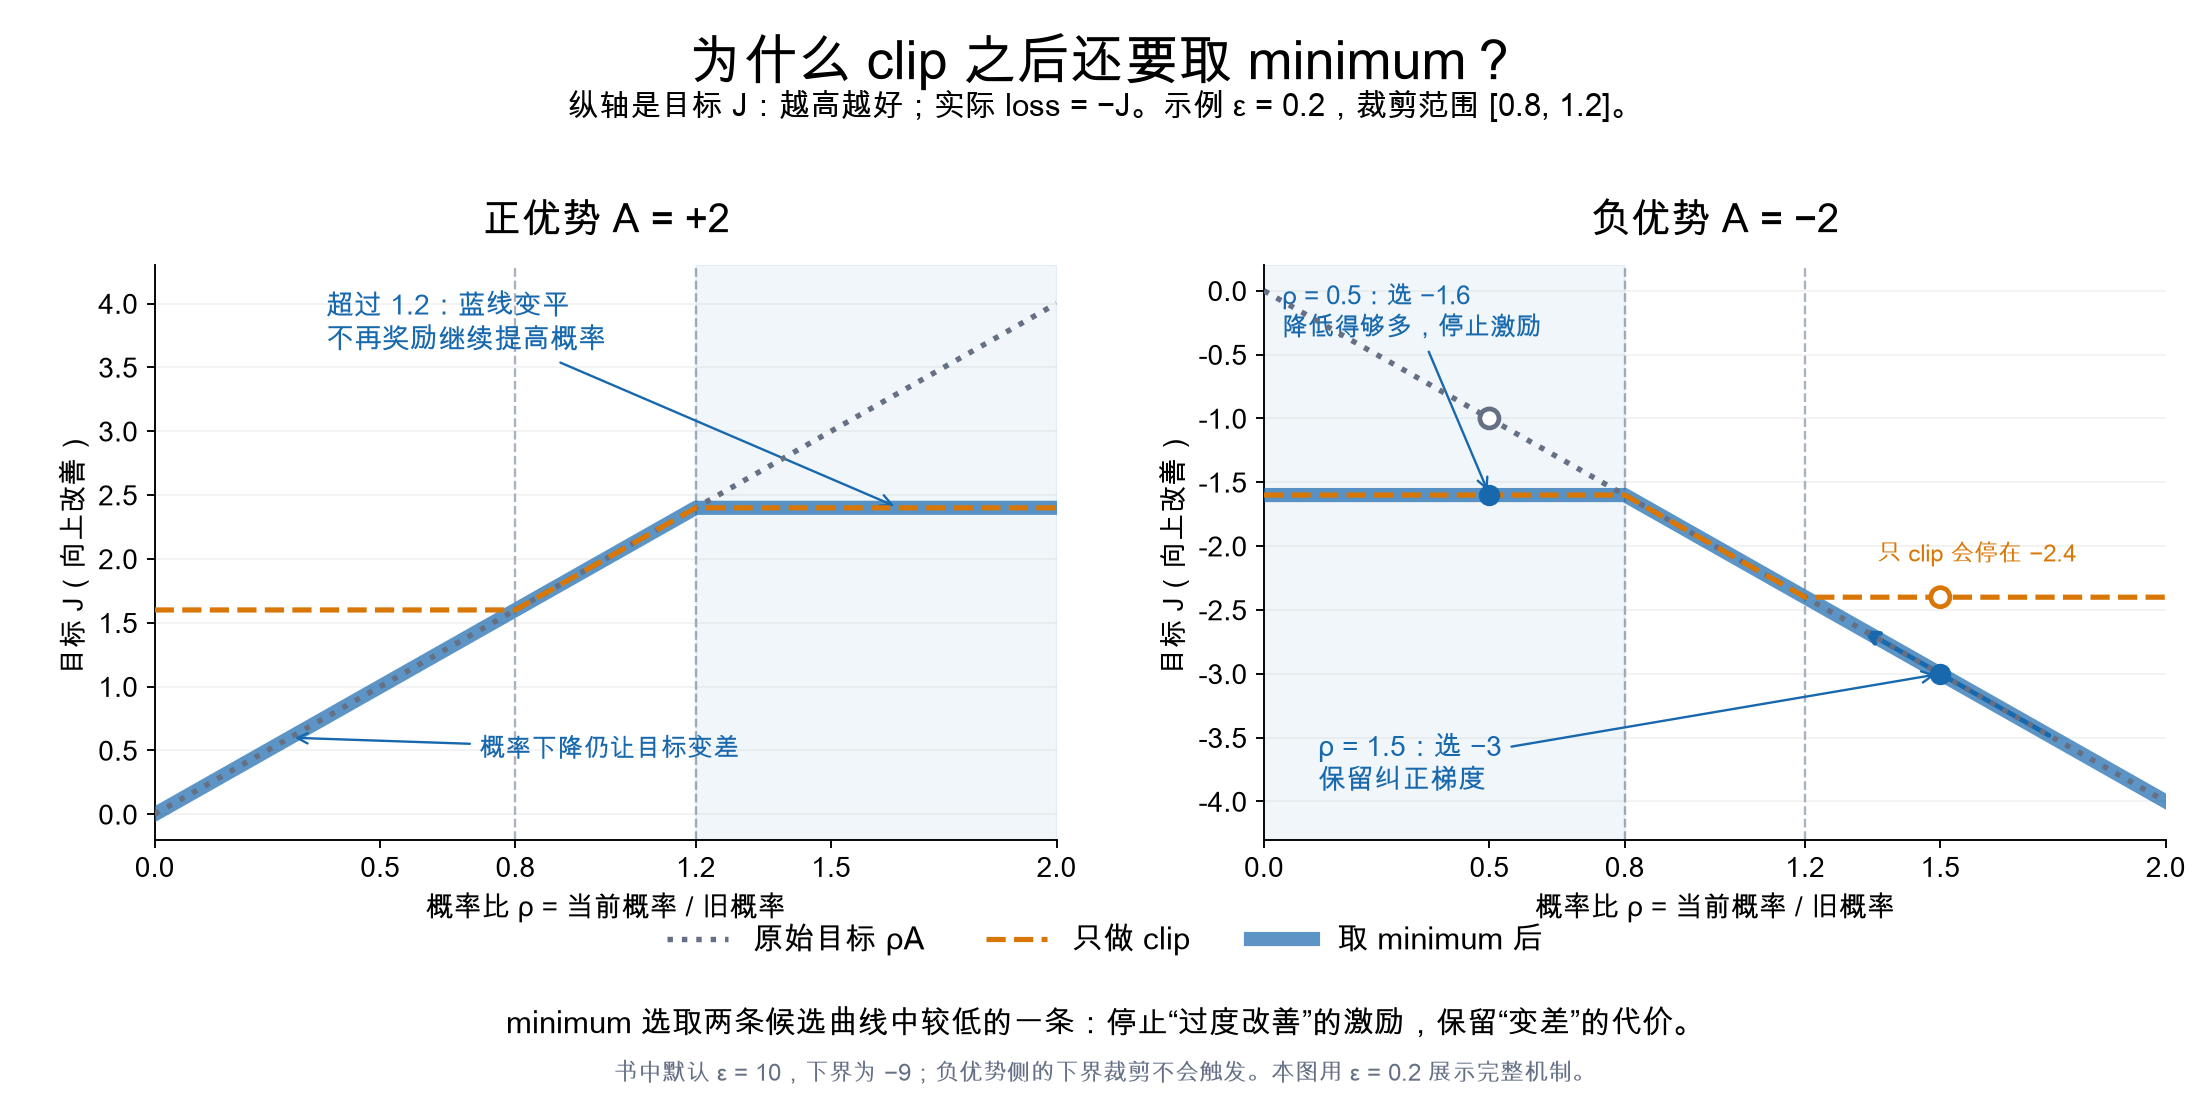 为什么 clip 之后还要取 minimum？
纵轴是目标 J：越高越好；实际 loss = −J。示例 ε = 0.2，裁剪范围 [0.8, 1.2]。
正优势 A = +2
超过 1.2：蓝线变平
不再奖励继续提高概率
概率下降仍让目标变差
目标 J（向上改善）
4.0
3.5
3.0
2.5
2.0
1.5
1.0
0.5
0.0
0.0 0.5 0.8 1.2 1.5 2.0
概率比 ρ = 当前概率 / 旧概率
负优势 A = −2
ρ = 0.5：选 −1.6
降低得够多，停止激励
只 clip 会停在 −2.4
ρ = 1.5：选 −3
保留纠正梯度
目标 J（向上改善）
0.0
-0.5
-1.0
-1.5
-2.0
-2.5
-3.0
-3.5
-4.0
0.0 0.5 0.8 1.2 1.5 2.0
概率比 ρ = 当前概率 / 旧概率
原始目标 ρA 只做 clip 取 minimum 后
minimum 选取两条候选曲线中较低的一条：停止“过度改善”的激励，保留“变差”的代价。
书中默认 ε = 10，下界为 −9；负优势侧的下界裁剪不会触发。本图用 ε = 0.2 展示完整机制。